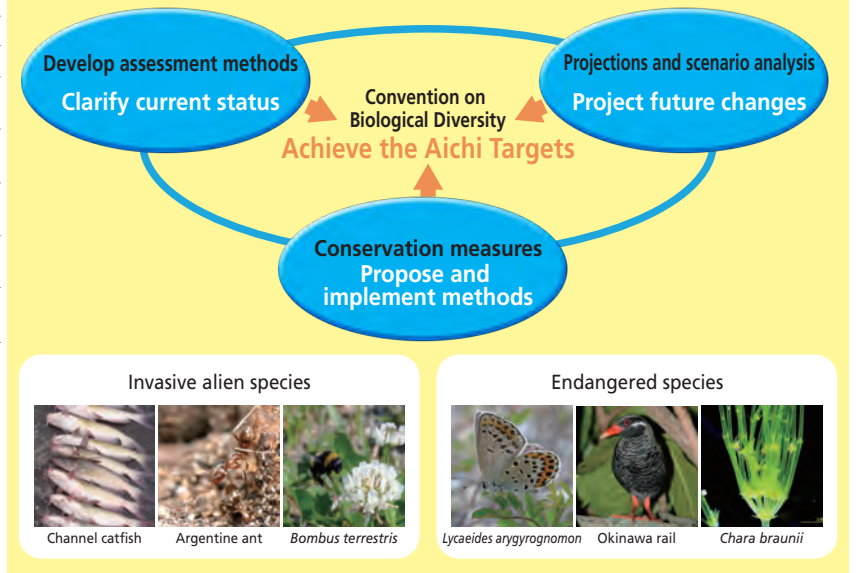 Develop assessment methods
Clarify current status
Projections and scenario analysis
Project future changes
Convention on
Biological Diversity
Achieve the Aichi Targets
Conservation measures
Propose and
implement methods
Invasive alien species
Channel catfish
Argentine ant
Bombus terrestris
Endangered species
Lycaeides arygyrognomon
Okinawa rail
Chara braunii